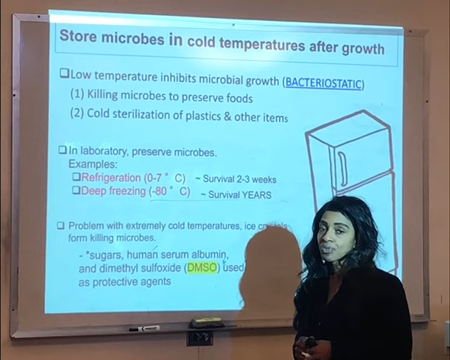 Store microbes in cold temperatures after growth
Low temperature inhibits microbial growth (BACTERIOSTATIC)
(1) Killing microbes to preserve foods
(2) Cold sterilization of plastics & other items
In laboratory, preserve microbes.
Examples:
Refrigeration (0-7 ° C) ~ Survival 2-3 weeks
Deep freezing (-80 ° C) ~ Survival YEARS
Problem with extremely cold temperatures, ice crystals
form killing microbes.
- *sugars, human serum albumin,
and dimethyl sulfoxide (DMSO) used
as protective agents